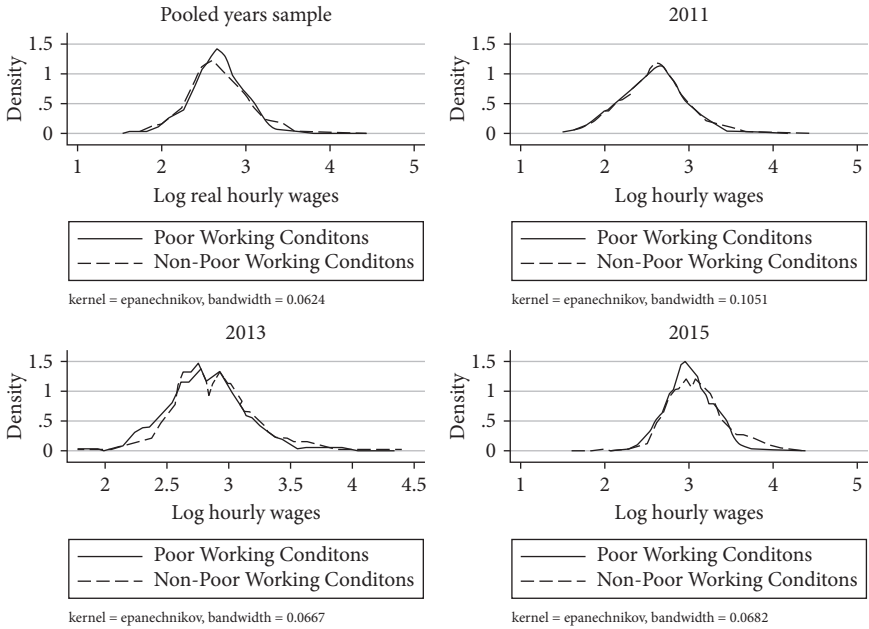 Pooled years sample
Density
1.5
1
.5
0
1 2 3 4 5
Log real hourly wages
Poor Working Conditons
Non-Poor Working Conditons
kernel = epanechnikov, bandwidth = 0.0624
2011
Density
1.5
1
.5
0
1 2 3 4 5
Log hourly wages
Poor Working Conditons
Non-Poor Working Conditons
kernel = epanechnikov, bandwidth = 0.1051
2013
Density
1.5
1
.5
0
2 2.5 3 3.5 4 4.5
Log hourly wages
Poor Working Conditons
Non-Poor Working Conditons
kernel = epanechnikov, bandwidth = 0.0667
2015
Density
1.5
1
.5
0
1 2 3 4 5
Log hourly wages
Poor Working Conditons
Non-Poor Working Conditons
kernel = epanechnikov, bandwidth = 0.0682